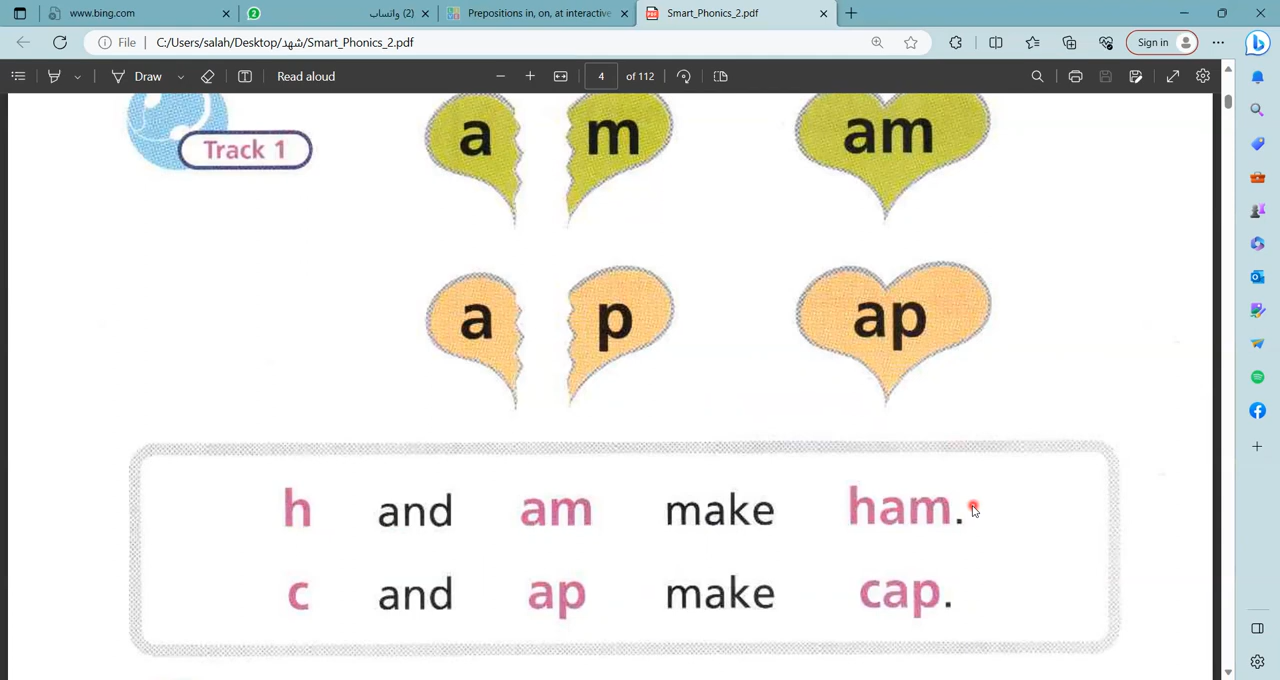 www.bing.com
(2) واتساب
Prepositions in, on, at interactive
Smart_Phonics_2.pdf
File C:/Users/salah/Desktop/شهد/Smart_Phonics_2.pdf
Sign in
Draw
Read aloud
4 of 112
Track 1
a m am
a p ap
h and am make ham.
c and ap make cap.